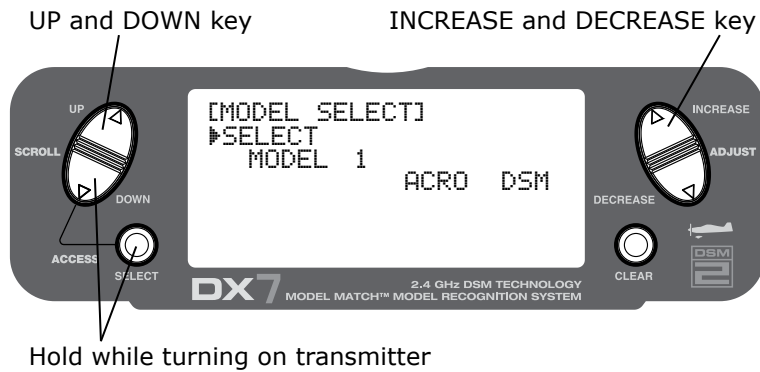 UP and DOWN key
INCREASE and DECREASE key
UP
SCROLL
DOWN
ACCESS
SELECT
[MODEL SELECT]
SELECT
MODEL 1
ACRO DSM
INCREASE
ADJUST
DECREASE
CLEAR
DSM
2
DX7
2.4 GHz DSM TECHNOLOGY
MODEL MATCH™ MODEL RECOGNITION SYSTEM
Hold while turning on transmitter